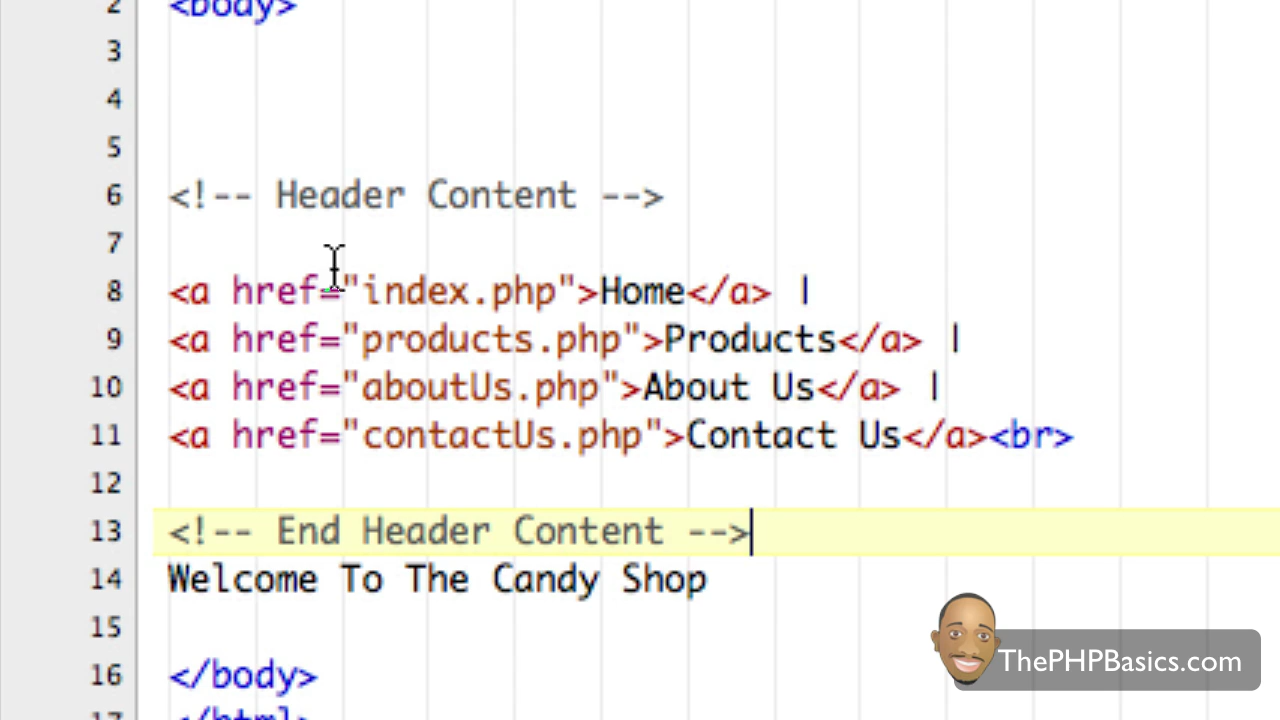 2 <body>
3
4
5
6 <!-- Header Content -->
7
8 <a href="index.php">Home</a> |
9 <a href="products.php">Products</a> |
10 <a href="aboutUs.php">About Us</a> |
11 <a href="contactUs.php">Contact Us</a><br>
12
13 <!-- End Header Content -->
14 Welcome To The Candy Shop
15
16 </body>
17 </html>
ThePHPBasics.com